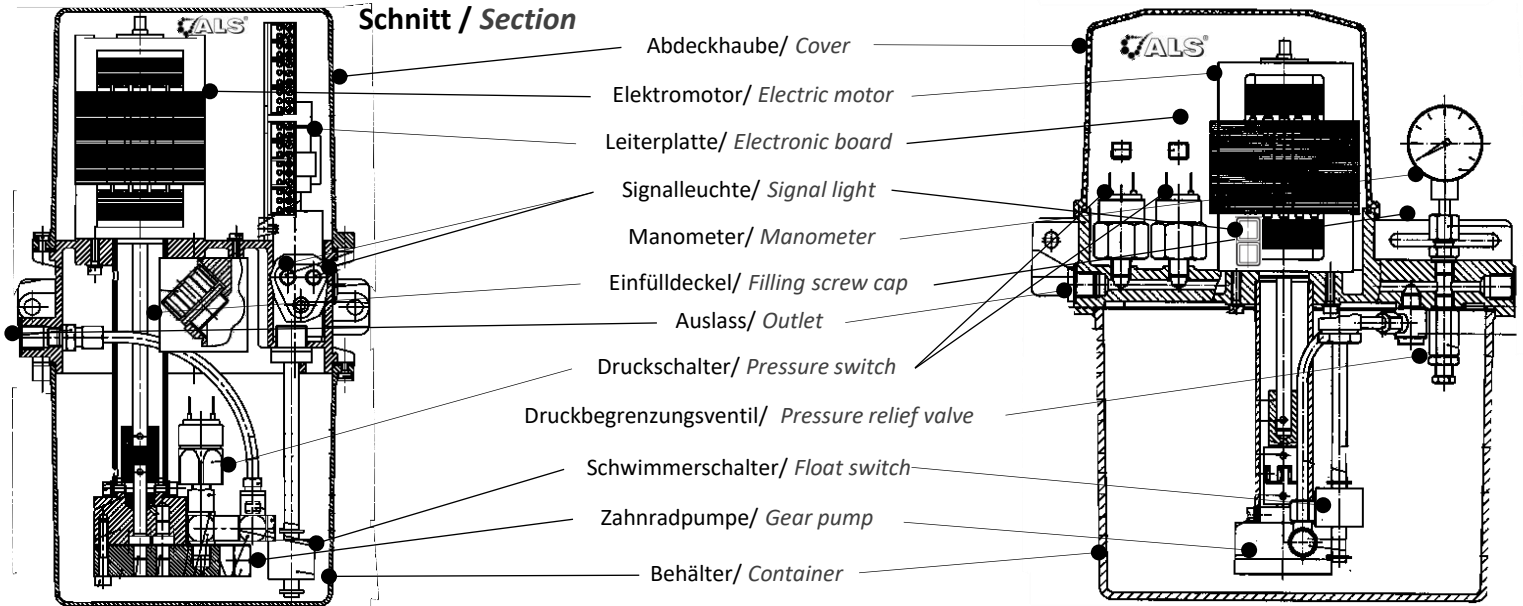 Schnitt / Section
ALS®
ALS®
Abdeckhaube/ Cover
Elektromotor/ Electric motor
Leiterplatte/ Electronic board
Signalleuchte/ Signal light
Manometer/ Manometer
Einfülldeckel/ Filling screw cap
Auslass/ Outlet
Druckschalter/ Pressure switch
Druckbegrenzungsventil/ Pressure relief valve
Schwimmerschalter/ Float switch
Zahnradpumpe/ Gear pump
Behälter/ Container